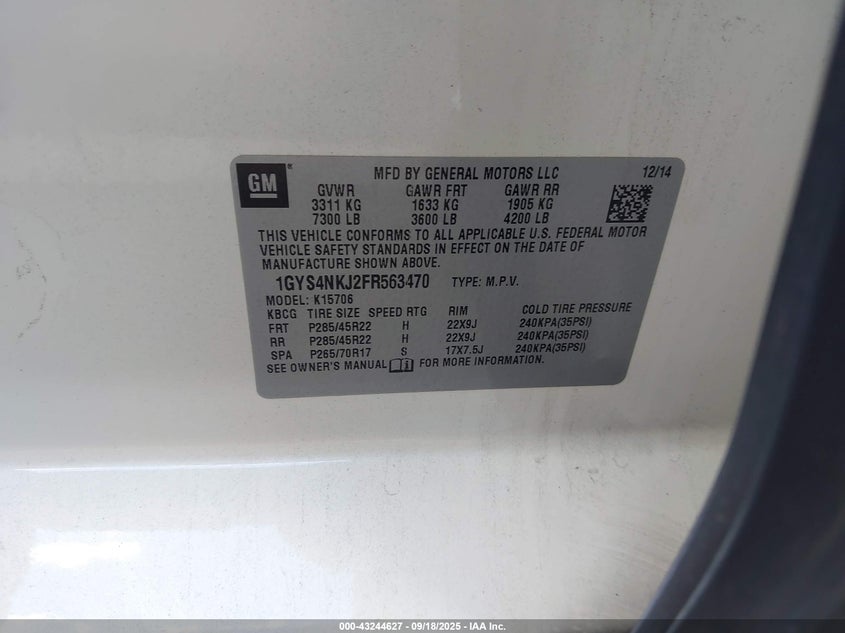 GM ® MFD BY GENERAL MOTORS LLC 12/14
GVWR GAWR FRT GAWR RR
3311 KG 1633 KG 1905 KG
7300 LB 3600 LB 4200 LB
THIS VEHICLE CONFORMS TO ALL APPLICABLE U.S. FEDERAL MOTOR
VEHICLE SAFETY STANDARDS IN EFFECT ON THE DATE OF
MANUFACTURE SHOWN ABOVE.
1GYS4NKJ2FR563470 TYPE: M.P.V.
MODEL: K15706
KBCG TIRE SIZE SPEED RTG RIM COLD TIRE PRESSURE
FRT P285/45R22 H 22X9J 240KPA(35PSI)
RR P285/45R22 H 22X9J 240KPA(35PSI)
SPA P265/70R17 S 17X7.5J 240KPA(35PSI)
SEE OWNER'S MANUAL i FOR MORE INFORMATION.
000-43244627 - 09/18/2025 - IAA Inc.